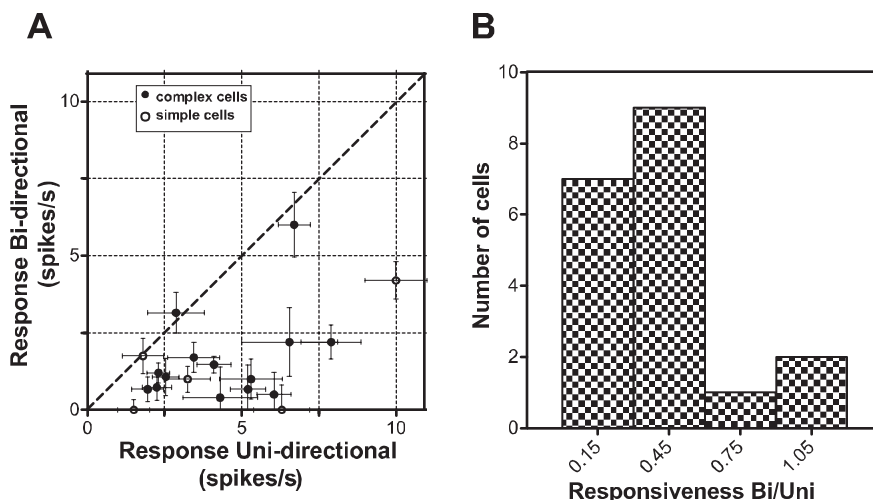 A
Response Bi-directional
(spikes/s)
10
5
0
complex cells
simple cells
0
5
10
Response Uni-directional
(spikes/s)
B
Number of cells
10
8
6
4
2
0
0.15
0.45
0.75
1.05
Responsiveness Bi/Uni